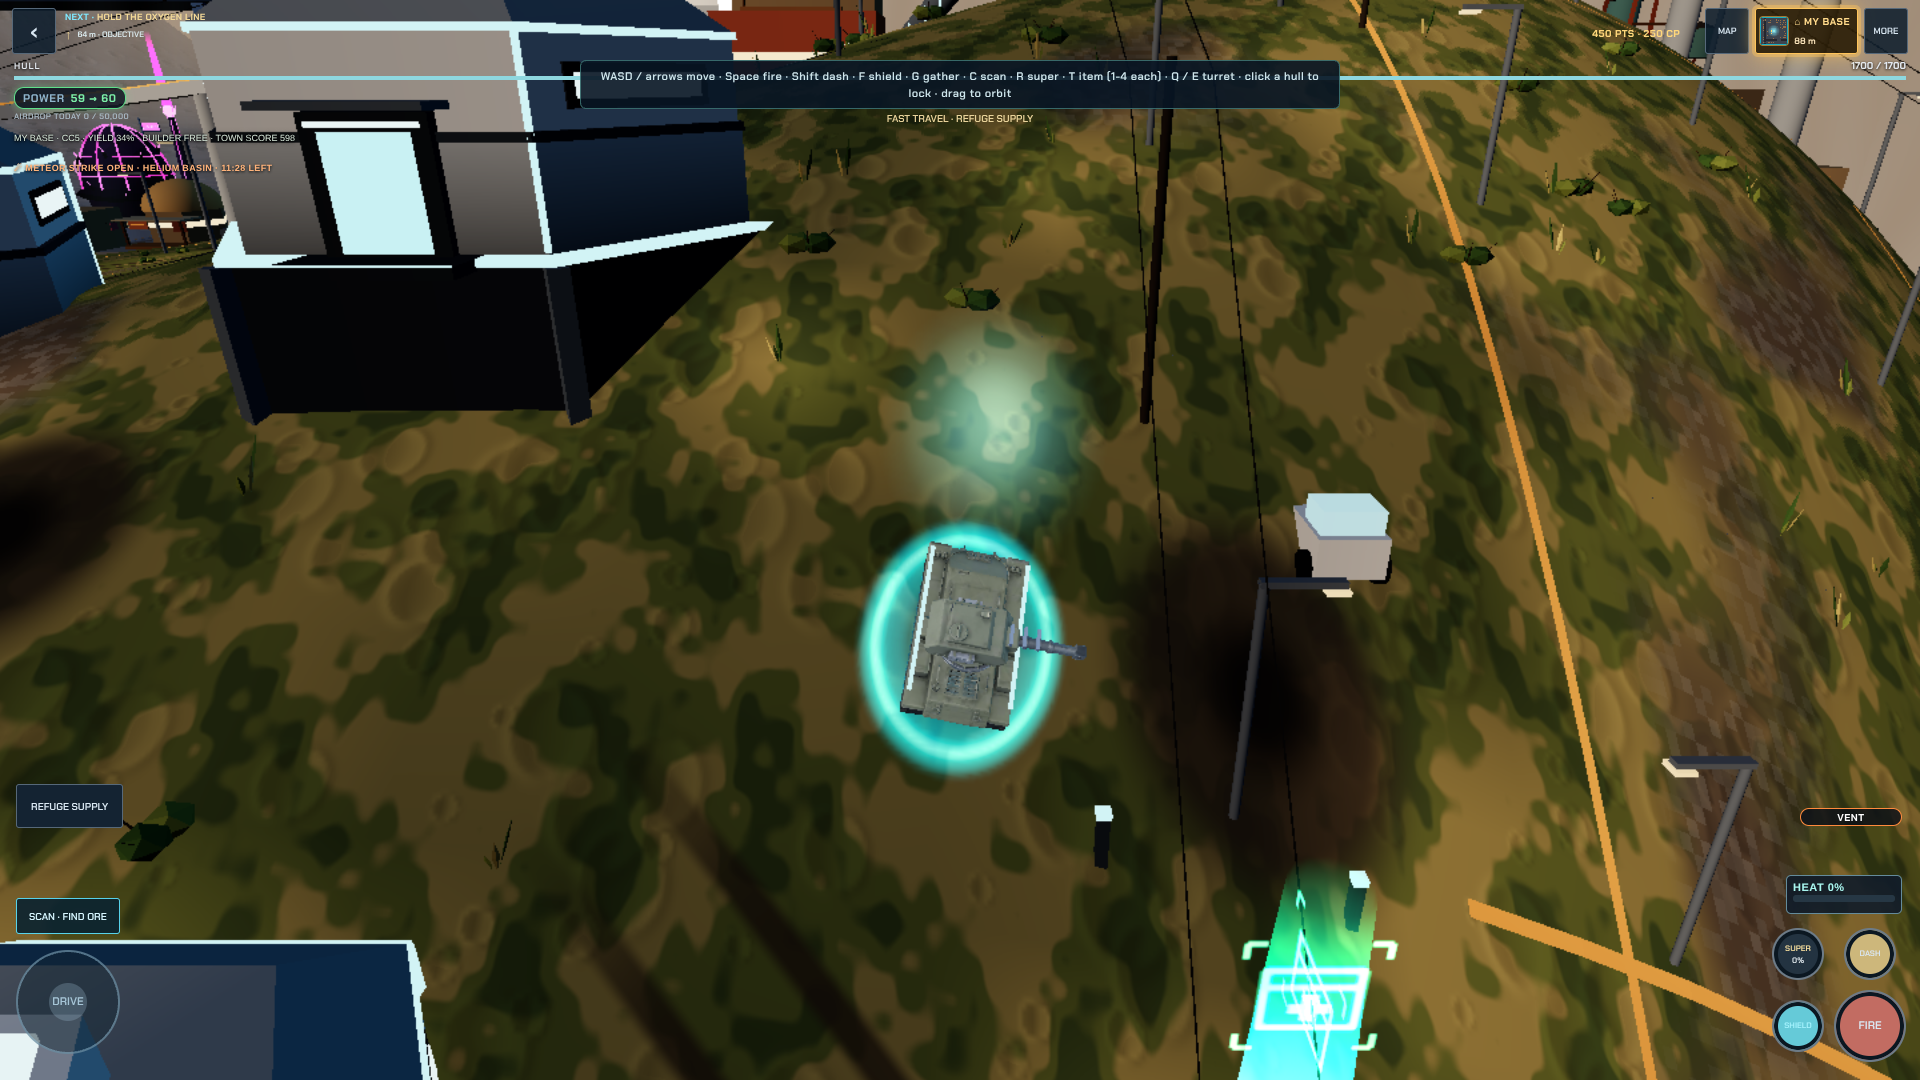 <
NEXT · HOLD THE OXYGEN LINE
64 m · OBJECTIVE
HULL
POWER 59 → 60
AIRDROP TODAY 0 / 50,000
MY BASE · CC5 · YIELD 34% · BUILDER FREE · TOWN SCORE 598
METEOR STRIKE OPEN · HELIUM BASIN · 11:28 LEFT
WASD / arrows move · Space fire · Shift dash · F shield · G gather · C scan · R super · T item (1-4 each) · Q / E turret · click a hull to
lock · drag to orbit
FAST TRAVEL · REFUGE SUPPLY
450 PTS · 250 CP
MAP
⌂ MY BASE
88 m
MORE
1700 / 1700
REFUGE SUPPLY
SCAN · FIND ORE
DRIVE
VENT
HEAT 0%
SUPER
0%
DASH
SHIELD
FIRE